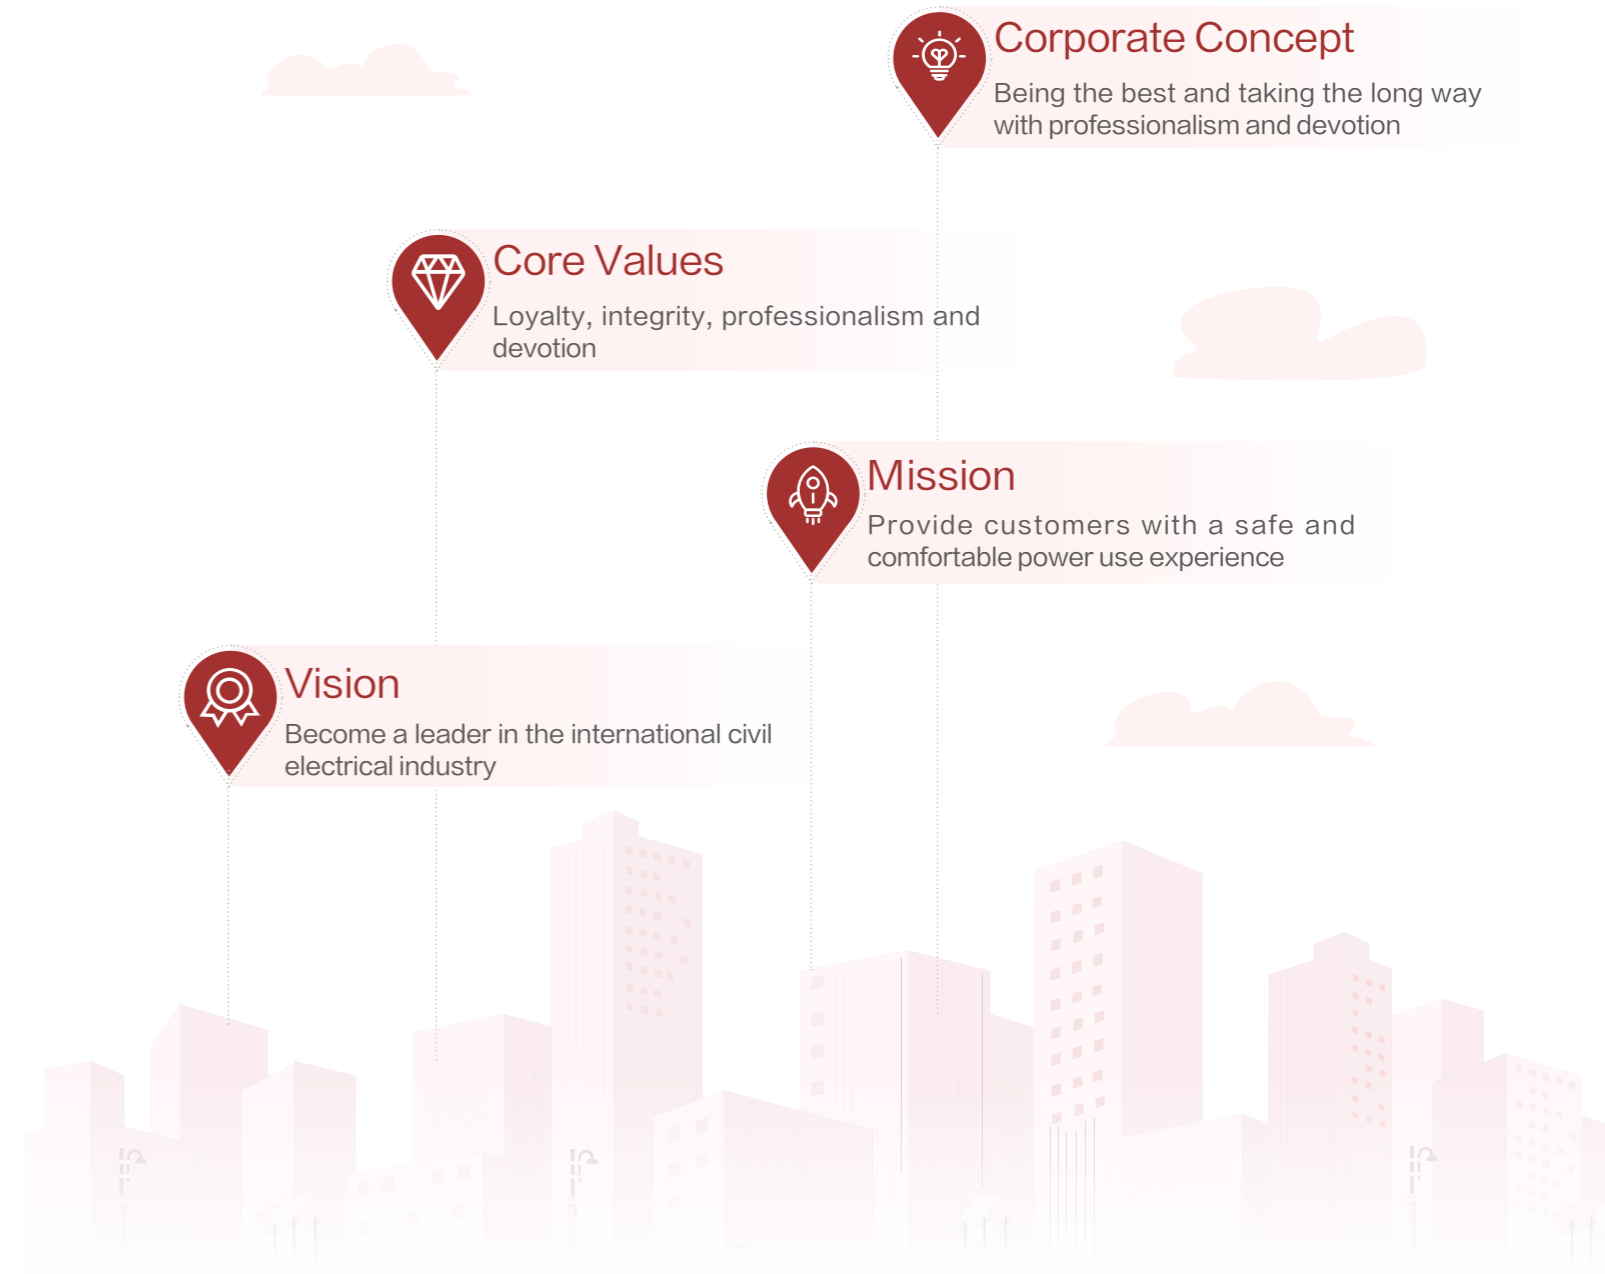 Corporate Concept
Being the best and taking the long way
with professionalism and devotion
Core Values
Loyalty, integrity, professionalism and
devotion
Mission
Provide customers with a safe and
comfortable power use experience
Vision
Become a leader in the international civil
electrical industry